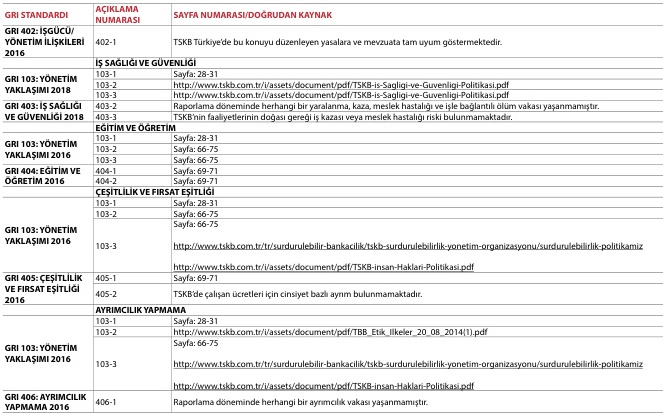 GRI STANDARDI AÇIKLAMA NUMARASI SAYFA NUMARASI/DOĞRUDAN KAYNAK
GRI 402: İŞGÜCÜ/
YÖNETİM İLİŞKİLERİ
2016
402-1 TSKB Türkiye'de bu konuyu düzenleyen yasalara ve mevzuata tam uyum göstermektedir.
İŞ SAĞLIĞI VE GÜVENLİĞİ
GRI 103: YÖNETİM
YAKLAŞIMI 2018
103-1 Sayfa: 28-31
103-2 http://www.tskb.com.tr/i/assets/document/pdf/TSKB-is-Sagligi-ve-Guvenligi-Politikasi.pdf
103-3 http://www.tskb.com.tr/i/assets/document/pdf/TSKB-is-Sagligi-ve-Guvenligi-Politikasi.pdf
GRI 403: İŞ SAĞLIĞI
VE GÜVENLİĞİ 2018
403-2 Raporlama döneminde herhangi bir yaralanma, kaza, meslek hastalığı ve işle bağlantılı ölüm vakası yaşanmamıştır.
403-3 TSKB'nin faaliyetlerinin doğası gereği iş kazası veya meslek hastalığı riski bulunmamaktadır.
EĞİTİM VE ÖĞRETİM
GRI 103: YÖNETİM
YAKLAŞIMI 2016
103-1 Sayfa: 28-31
103-2 Sayfa: 66-75
103-3 Sayfa: 66-75
GRI 404: EĞİTİM VE
ÖĞRETİM 2016
404-1 Sayfa: 69-71
404-2 Sayfa: 69-71
ÇEŞİTLİLİK VE FIRSAT EŞİTLİĞİ
GRI 103: YÖNETİM
YAKLAŞIMI 2016
103-1 Sayfa: 28-31
103-2 Sayfa: 66-75
103-3 Sayfa: 66-75
http://www.tskb.com.tr/tr/surdurulebilir-bankacilik/tskb-surdurulebilirlik-yonetim-organizasyonu/surdurulebilirlik-politikamiz
http://www.tskb.com.tr/i/assets/document/pdf/TSKB-insan-Haklari-Politikasi.pdf
GRI 405: ÇEŞİTLİLİK
VE FIRSAT EŞİTLİĞİ
2016
405-1 Sayfa: 69-71
405-2 TSKB'de çalışan ücretleri için cinsiyet bazlı ayrım bulunmamaktadır.
AYRIMCILIK YAPMAMA
GRI 103: YÖNETİM
YAKLAŞIMI 2016
103-1 Sayfa: 28-31
103-2 http://www.tskb.com.tr/i/assets/document/pdf/TBB_Etik_Ilkeler_20_08_2014(1).pdf
103-3 Sayfa: 66-75
http://www.tskb.com.tr/tr/surdurulebilir-bankacilik/tskb-surdurulebilirlik-yonetim-organizasyonu/surdurulebilirlik-politikamiz
http://www.tskb.com.tr/i/assets/document/pdf/TSKB-insan-Haklari-Politikasi.pdf
GRI 406: AYRIMCILIK
YAPMAMA 2016
406-1 Raporlama döneminde herhangi bir ayrımcılık vakası yaşanmamıştır.